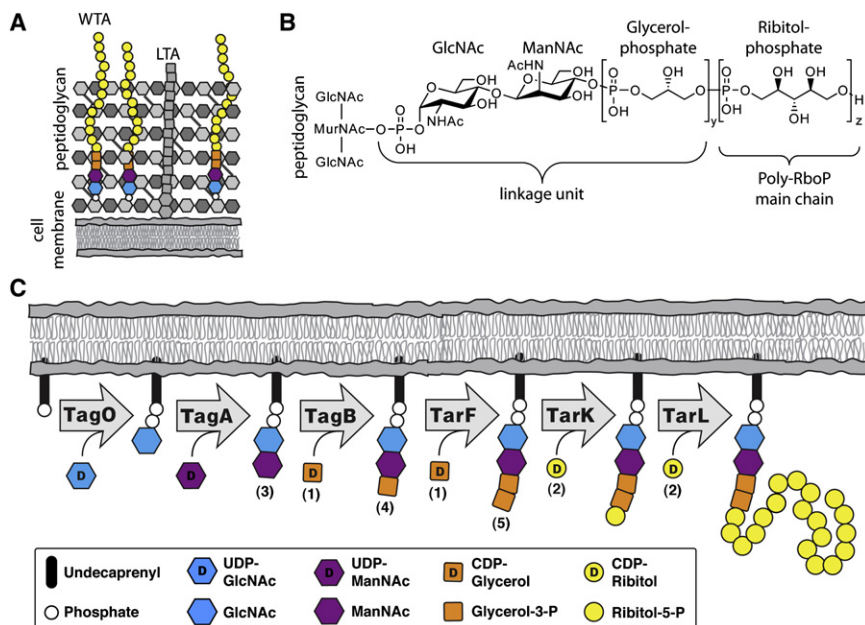 A
WTA
LTA
peptidoglycan
cell
membrane
B
peptidoglycan
GlcNAc
MurNAc
GlcNAc
O
P
O
OH
O
GlcNAc
OH
O
HO
NHAc
O
ManNAc
AcHN
OH
O
HO
O
Glycerol-
phosphate
O
P
O
OH
OH
O
y
Ribitol-
phosphate
O
P
O
OH
OH
OH
OH
O
H
z
linkage unit
Poly-RboP
main chain
C
TagO
TagA
TagB
TarF
TarK
TarL
D
D
D
D
D
D
(3)
(1)
(4)
(1)
(5)
(2)
(2)
Undecaprenyl
D UDP-
GlcNAc
D UDP-
ManNAc
D CDP-
Glycerol
D CDP-
Ribitol
Phosphate
GlcNAc
ManNAc
Glycerol-3-P
Ribitol-5-P